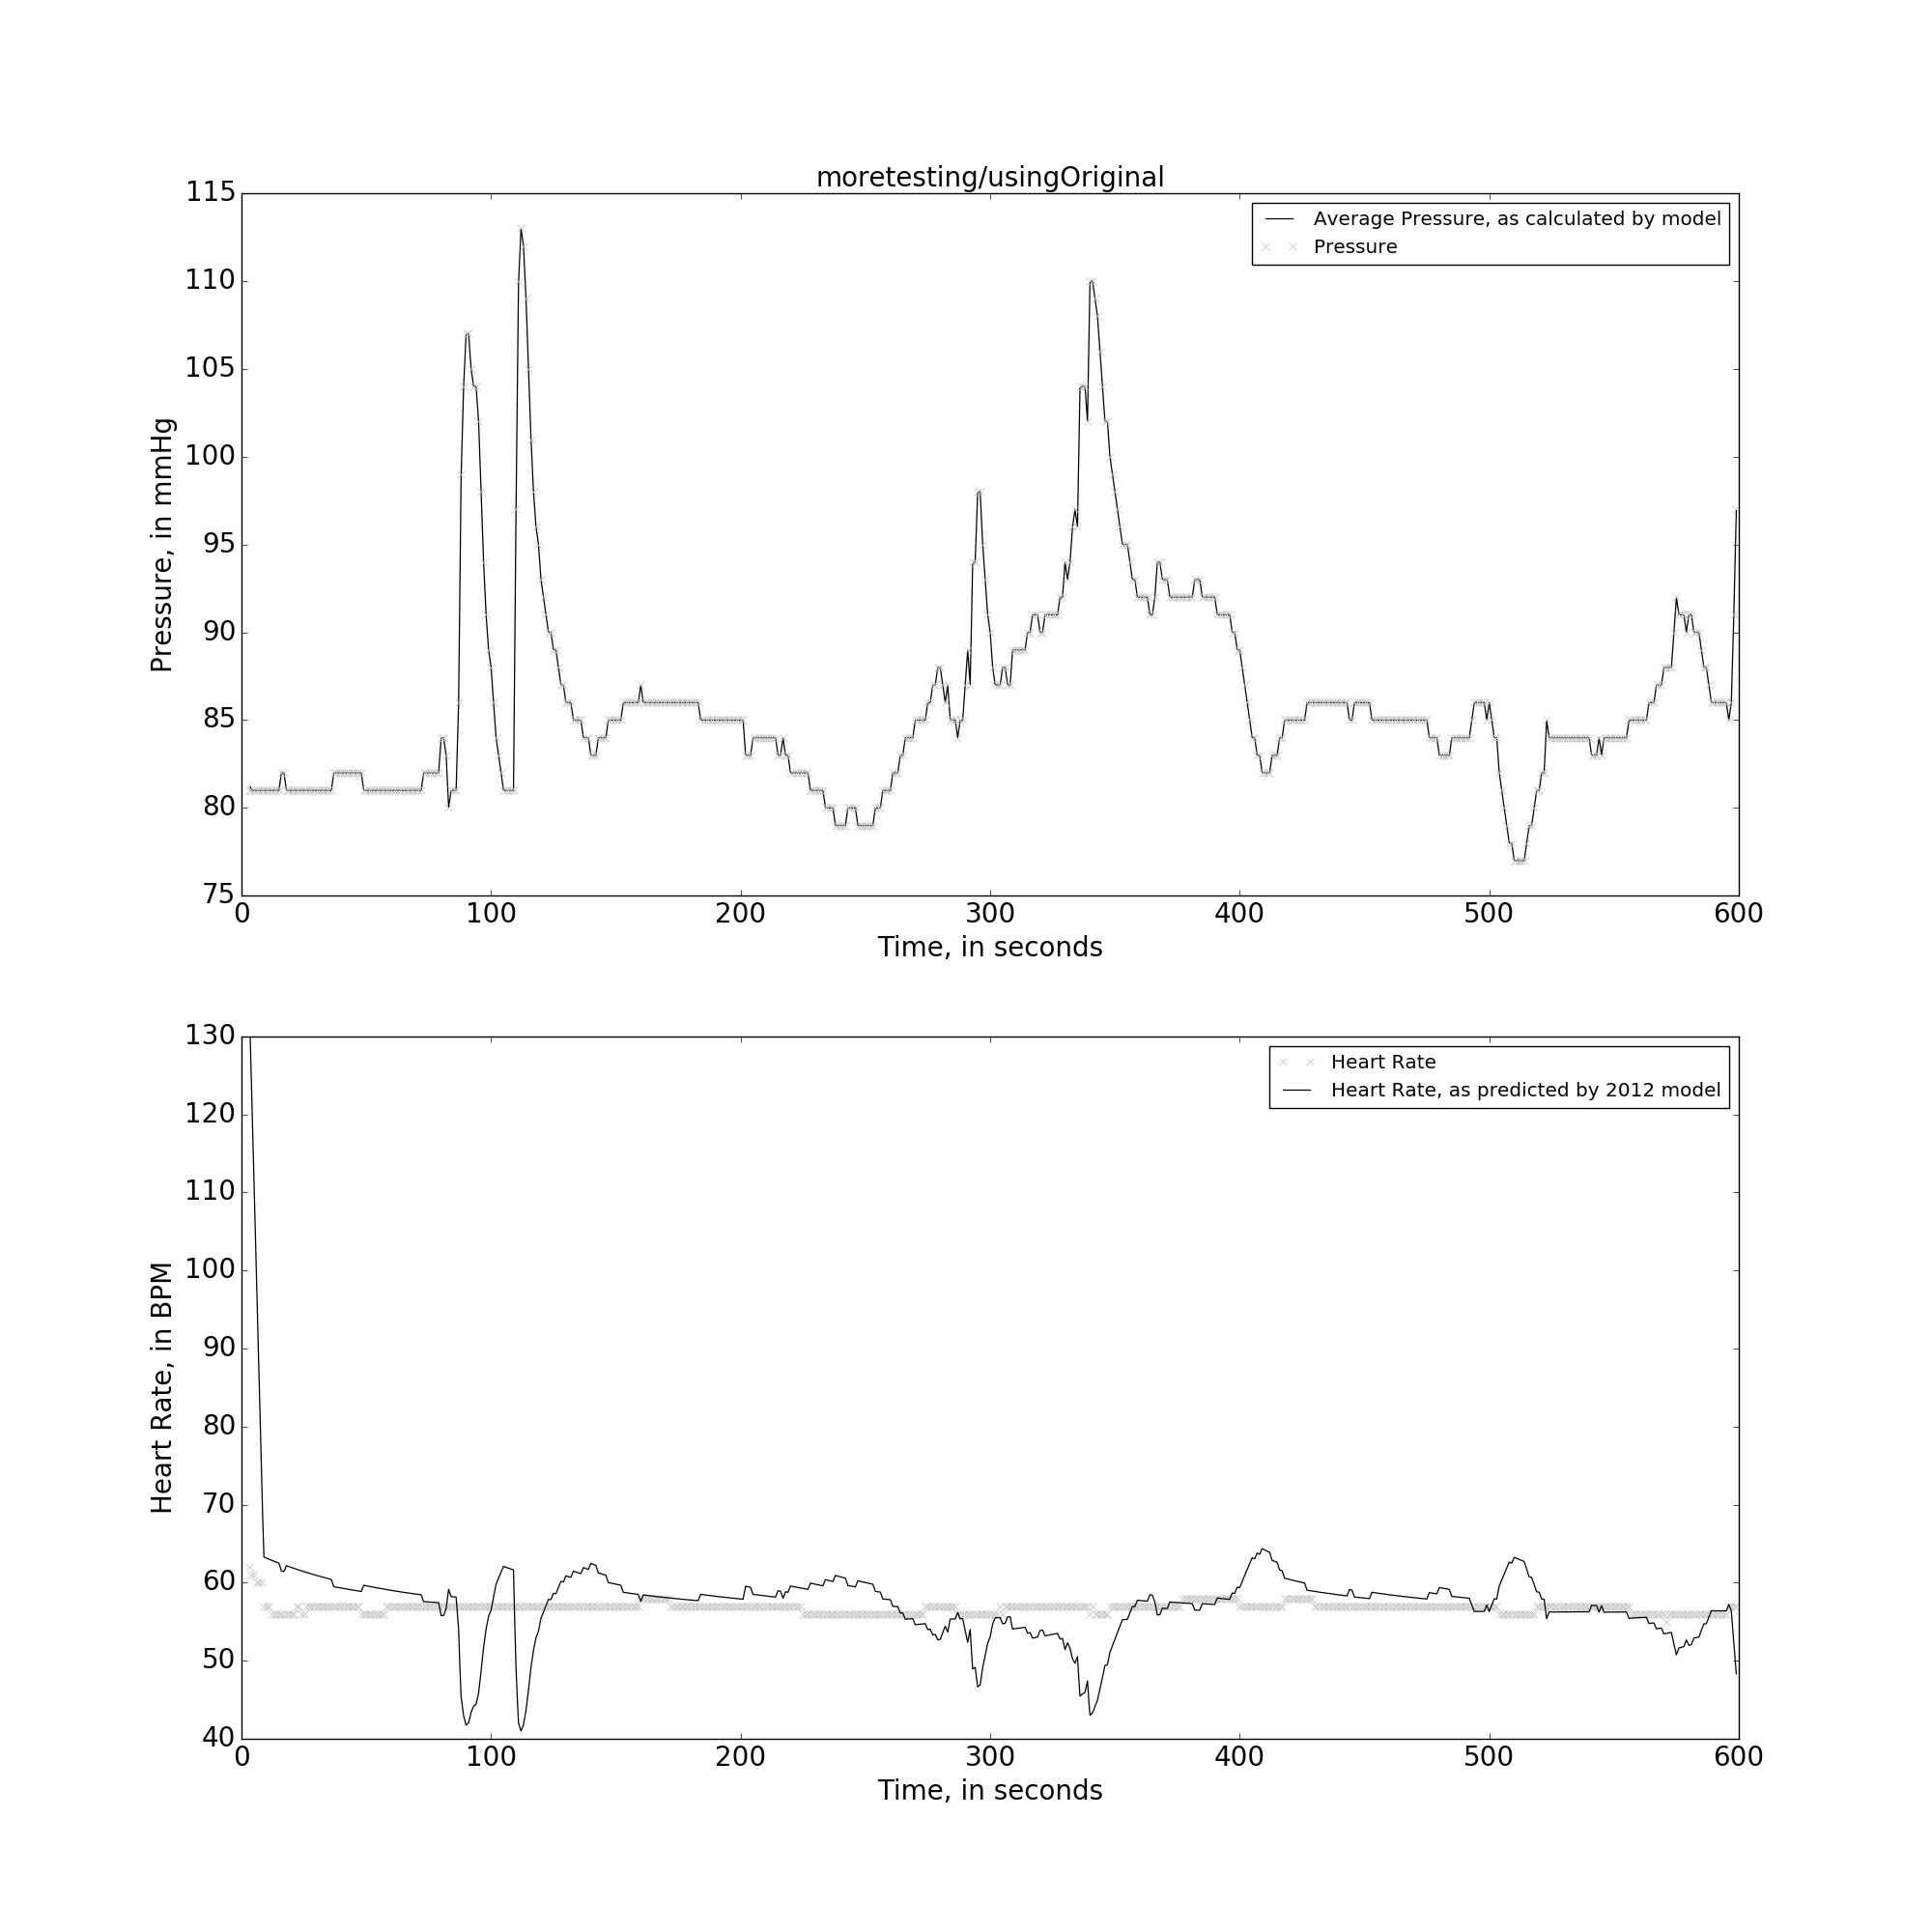 moretesting/usingOriginal
115
110
105
100
95
90
85
80
75
Pressure, in mmHg
Average Pressure, as calculated by model
Pressure
0 100 200 300 400 500 600
Time, in seconds
130
120
110
100
90
80
70
60
50
40
Heart Rate, in BPM
Heart Rate
Heart Rate, as predicted by 2012 model
0 100 200 300 400 500 600
Time, in seconds